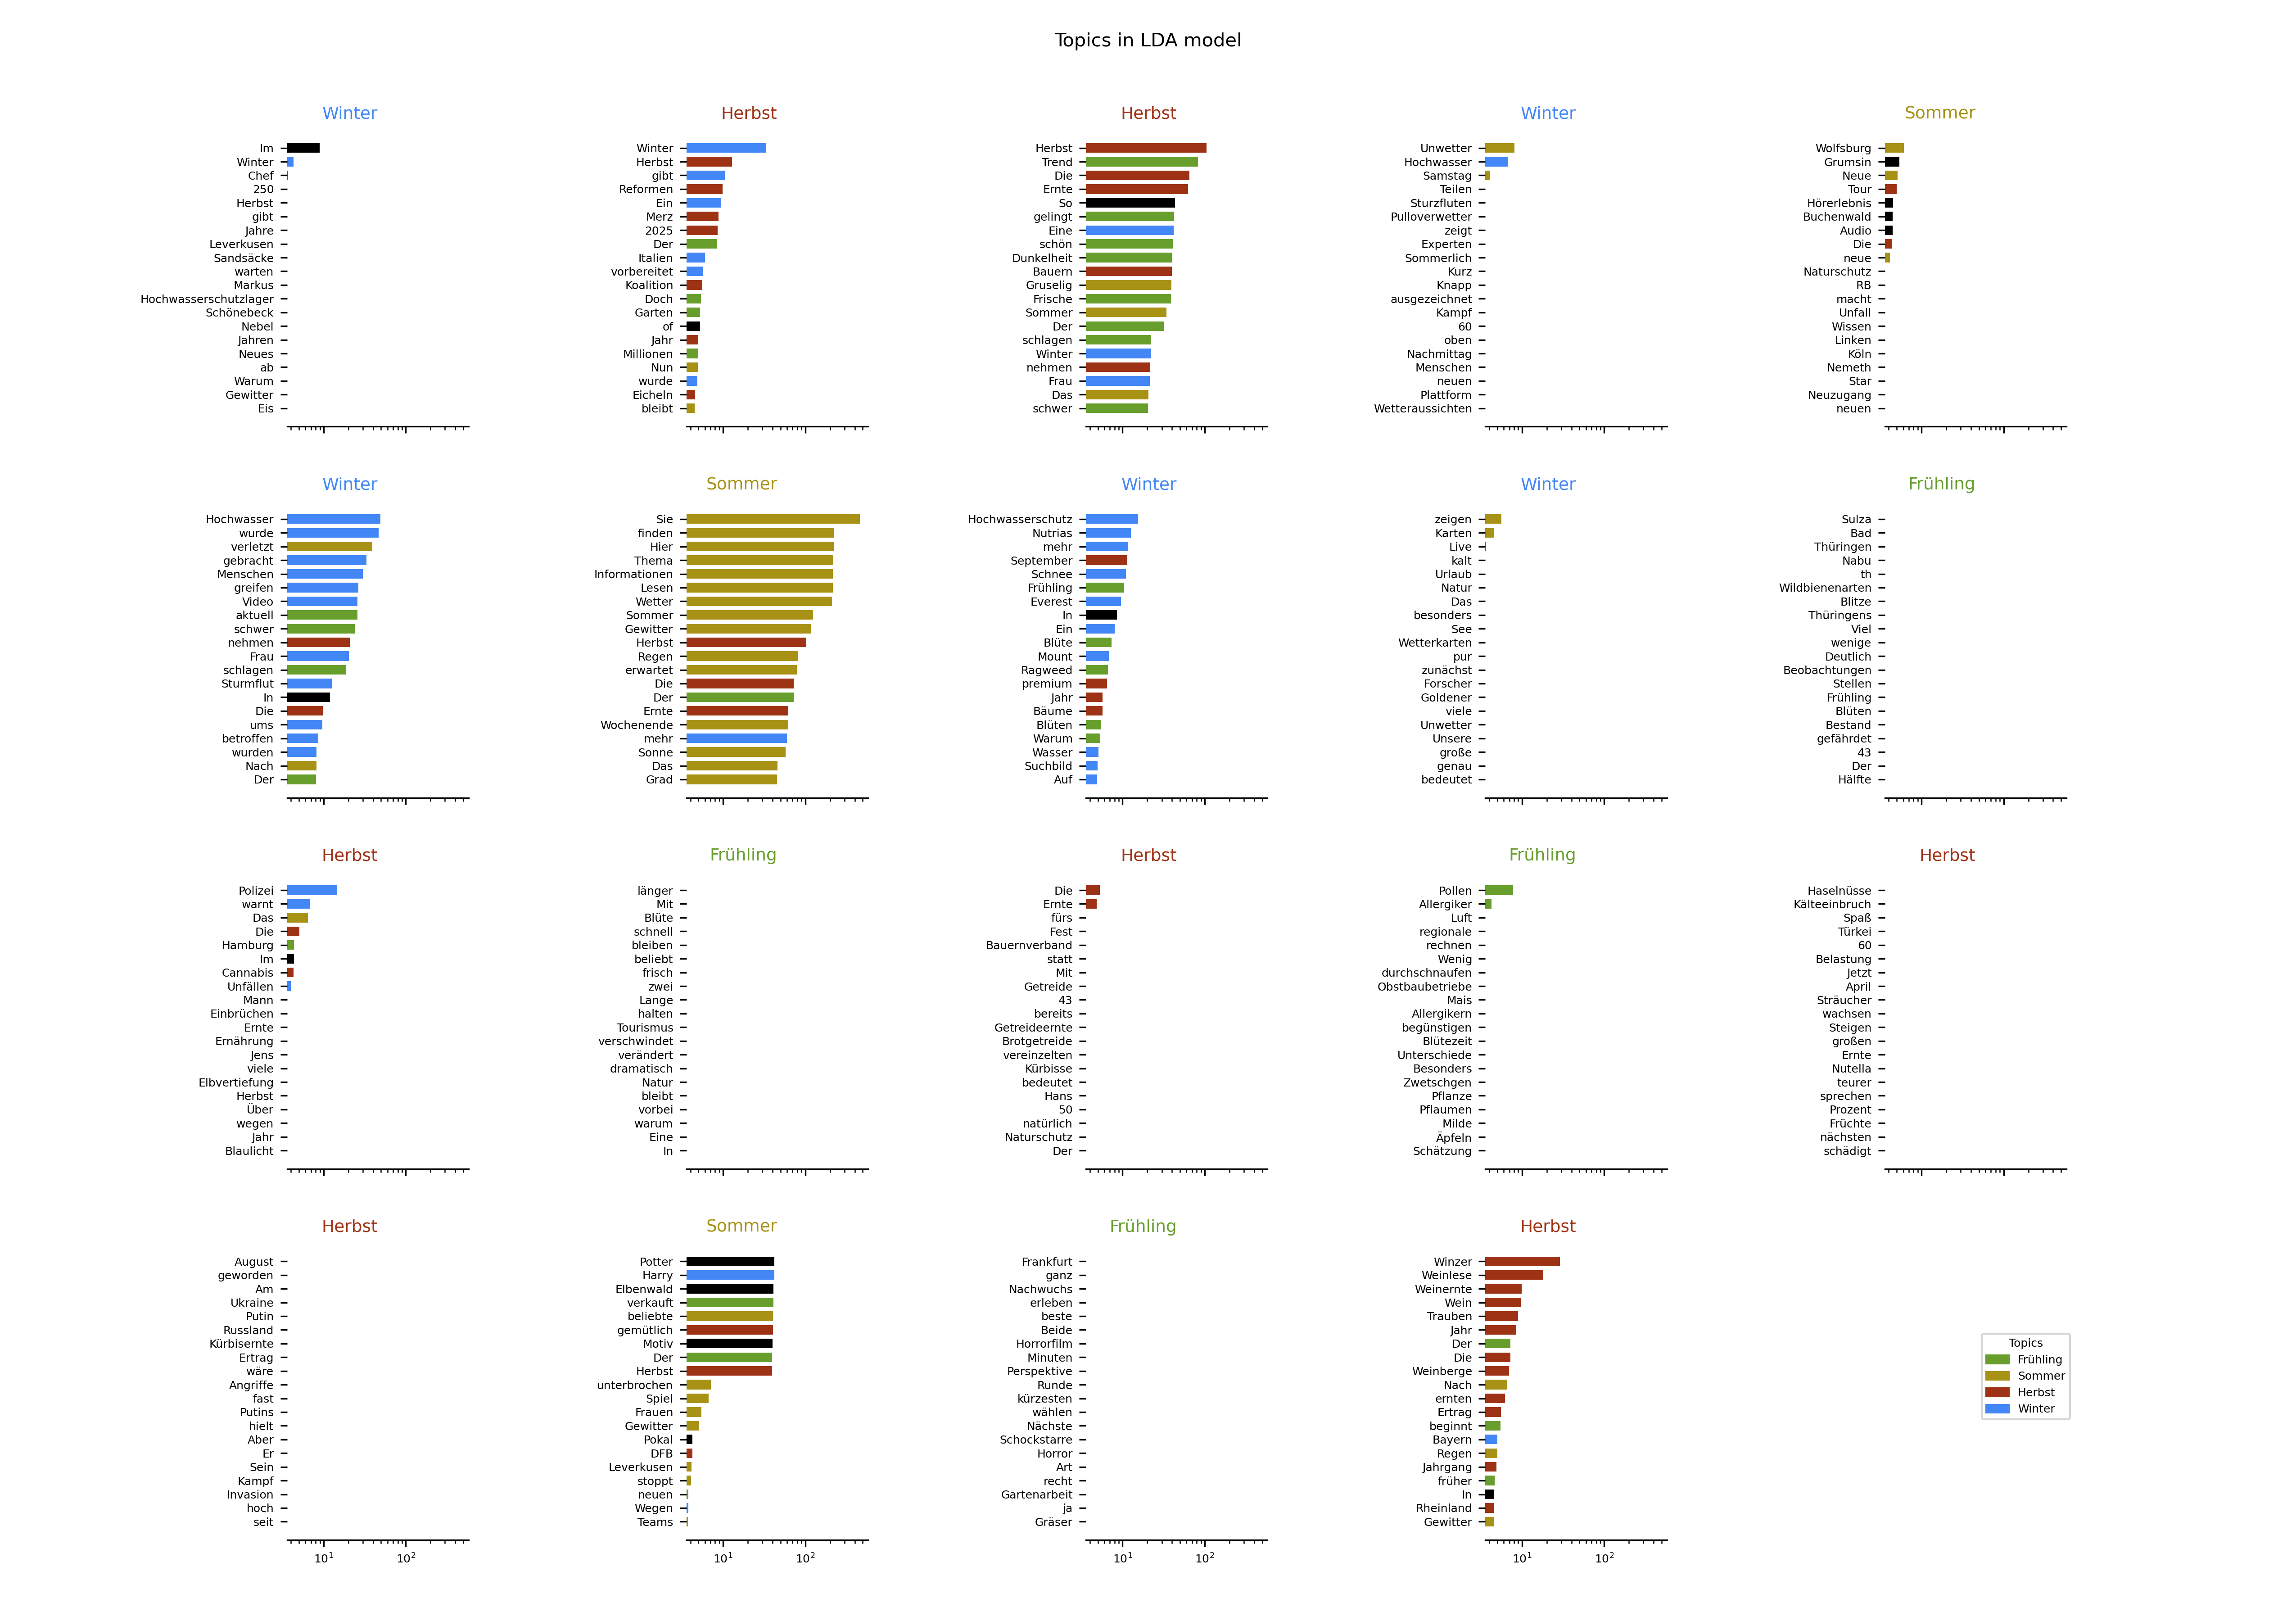 Topics in LDA model
Winter
Im
Winter
Chef
250
Herbst
gibt
Jahre
Leverkusen
Sandsäcke
warten
Markus
Hochwasserschutzlager
Schönebeck
Nebel
Jahren
Neues
ab
Warum
Gewitter
Eis
Herbst
Winter
Herbst
gibt
Reformen
Ein
Merz
2025
Der
Italien
vorbereitet
Koalition
Doch
Garten
of
Jahr
Millionen
Nun
wurde
Eicheln
bleibt
Herbst
Herbst
Trend
Die
Ernte
So
gelingt
Eine
schön
Dunkelheit
Bauern
Gruselig
Frische
Sommer
Der
schlagen
Winter
nehmen
Frau
Das
schwer
Winter
Unwetter
Hochwasser
Samstag
Teilen
Sturzfluten
Pulloverwetter
zeigt
Experten
Sommerlich
Kurz
Knapp
ausgezeichnet
Kampf
60
oben
Nachmittag
Menschen
neuen
Plattform
Wetteraussichten
Sommer
Wolfsburg
Grumsin
Neue
Tour
Hörerlebnis
Buchenwald
Audio
Die
neue
Naturschutz
RB
macht
Unfall
Wissen
Linken
Köln
Nemeth
Star
Neuzugang
neuen
Winter
Hochwasser
wurde
verletzt
gebracht
Menschen
greifen
Video
aktuell
schwer
nehmen
Frau
schlagen
Sturmflut
In
Die
ums
betroffen
wurden
Nach
Der
Sommer
Sie
finden
Hier
Thema
Informationen
Lesen
Wetter
Sommer
Gewitter
Herbst
Regen
erwartet
Die
Der
Ernte
Wochenende
mehr
Sonne
Das
Grad
Winter
Hochwasserschutz
Nutrias
mehr
September
Schnee
Frühling
Everest
In
Ein
Blüte
Mount
Ragweed
premium
Jahr
Bäume
Blüten
Warum
Wasser
Suchbild
Auf
Winter
zeigen
Karten
Live
kalt
Urlaub
Natur
Das
besonders
See
Wetterkarten
pur
zunächst
Forscher
Goldener
viele
Unwetter
Unsere
große
genau
bedeutet
Frühling
Sulza
Bad
Thüringen
Nabu
th
Wildbienenarten
Blitze
Thüringens
Viel
wenige
Deutlich
Beobachtungen
Stellen
Frühling
Blüten
Bestand
gefährdet
43
Der
Hälfte
Herbst
Polizei
warnt
Das
Die
Hamburg
Im
Cannabis
Unfällen
Mann
Einbrüchen
Ernte
Ernährung
Jens
viele
Elbvertiefung
Herbst
Über
wegen
Jahr
Blaulicht
Frühling
länger
Mit
Blüte
schnell
bleiben
beliebt
frisch
zwei
Lange
halten
Tourismus
verschwindet
verändert
dramatisch
Natur
bleibt
vorbei
warum
Eine
In
Herbst
Die
Ernte
fürs
Fest
Bauernverband
statt
Mit
Getreide
43
bereits
Getreideernte
Brotgetreide
vereinzelten
Kürbisse
bedeutet
Hans
50
natürlich
Naturschutz
Der
Frühling
Pollen
Allergiker
Luft
regionale
rechnen
Wenig
durchschnaufen
Obstbaubetriebe
Mais
Allergikern
begünstigen
Blütezeit
Unterschiede
Besonders
Zwetschgen
Pflanze
Pflaumen
Milde
Äpfeln
Schätzung
Herbst
Haselnüsse
Kälteeinbruch
Spaß
Türkei
60
Belastung
Jetzt
April
Sträucher
wachsen
Steigen
großen
Ernte
Nutella
teurer
sprechen
Prozent
Früchte
nächsten
schädigt
Herbst
August
geworden
Am
Ukraine
Putin
Russland
Kürbisernte
Ertrag
wäre
Angriffe
fast
Putins
hielt
Aber
Er
Sein
Kampf
Invasion
hoch
seit
10¹ 10²
Sommer
Potter
Harry
Elbenwald
verkauft
beliebte
gemütlich
Motiv
Der
Herbst
unterbrochen
Spiel
Frauen
Gewitter
Pokal
DFB
Leverkusen
stoppt
neuen
Wegen
Teams
10¹ 10²
Frühling
Frankfurt
ganz
Nachwuchs
erleben
beste
Beide
Horrorfilm
Minuten
Perspektive
Runde
kürzesten
wählen
Nächste
Schockstarre
Horror
Art
recht
Gartenarbeit
ja
Gräser
10¹ 10²
Herbst
Winzer
Weinlese
Weinernte
Wein
Trauben
Jahr
Der
Die
Weinberge
Nach
ernten
Ertrag
beginnt
Bayern
Regen
Jahrgang
früher
In
Rheinland
Gewitter
10¹ 10²
Topics
Frühling
Sommer
Herbst
Winter